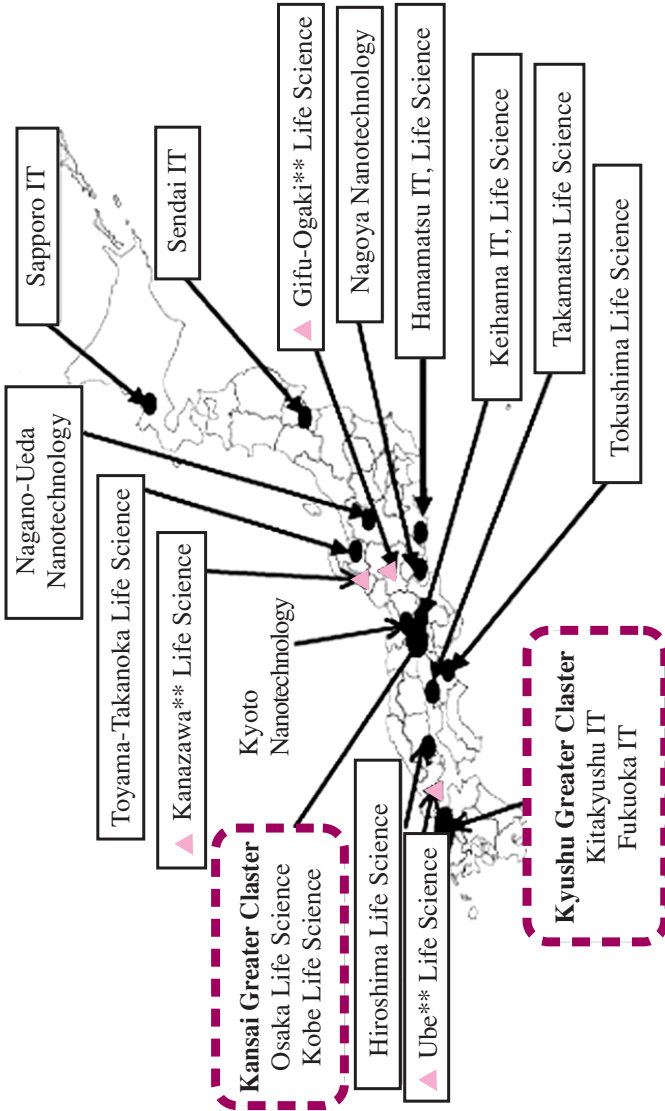 Sapporo IT
Sendai IT
▲ Gifu-Ogaki** Life Science
Nagoya Nanotechnology
Hamamatsu IT, Life Science
Keihanna IT, Life Science
Takamatsu Life Science
Tokushima Life Science
Nagano-Ueda
Nanotechnology
Toyama-Takanoka Life Science
▲ Kanazawa** Life Science
Kyoto
Nanotechnology
Kansai Greater Claster
Osaka Life Science
Kobe Life Science
Hiroshima Life Science
▲ Ube** Life Science
Kyushu Greater Claster
Kitakyushu IT
Fukuoka IT